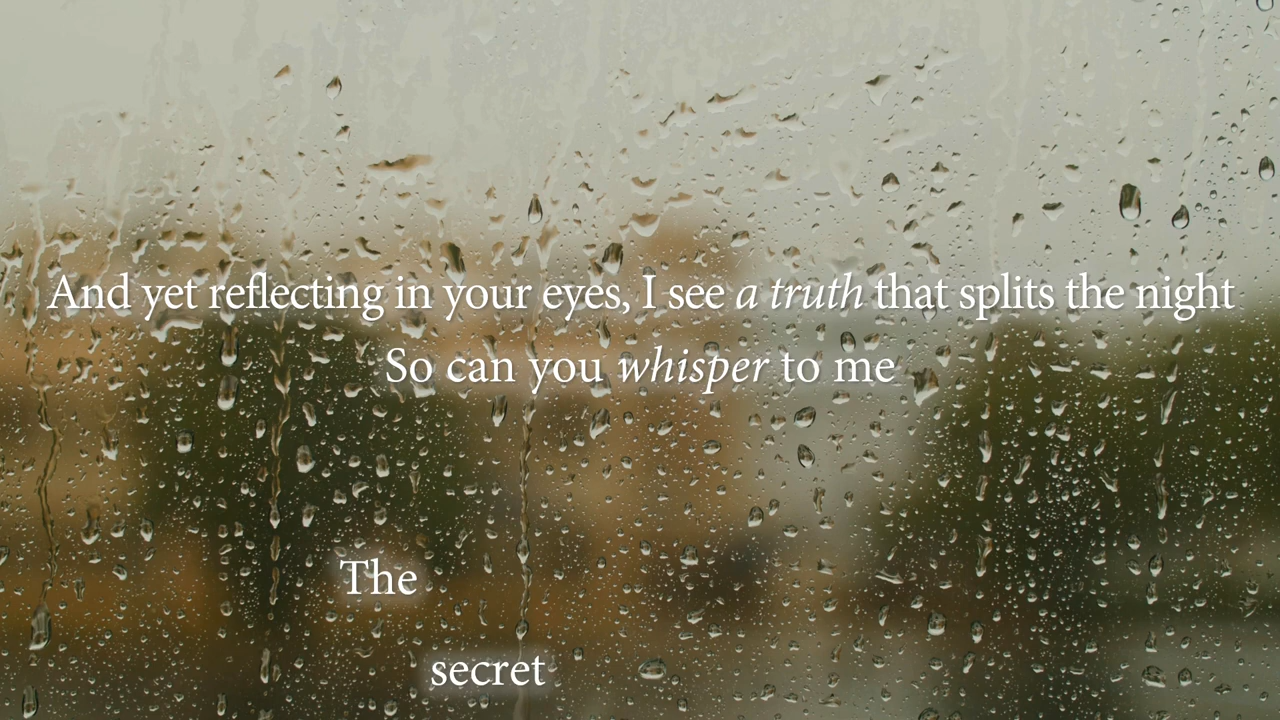 And yet reflecting in your eyes, I see a truth that splits the night
So can you whisper to me
The
secret